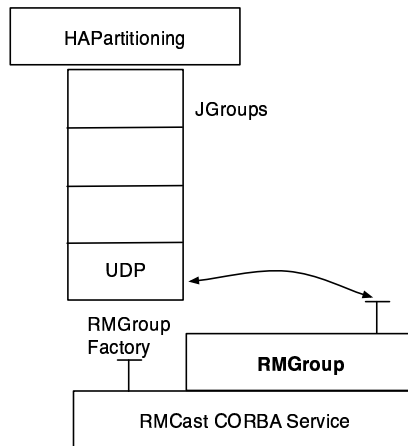 HAPartitioning
JGroups
UDP
RMGroup
Factory
RMGroup
RMCast CORBA Service